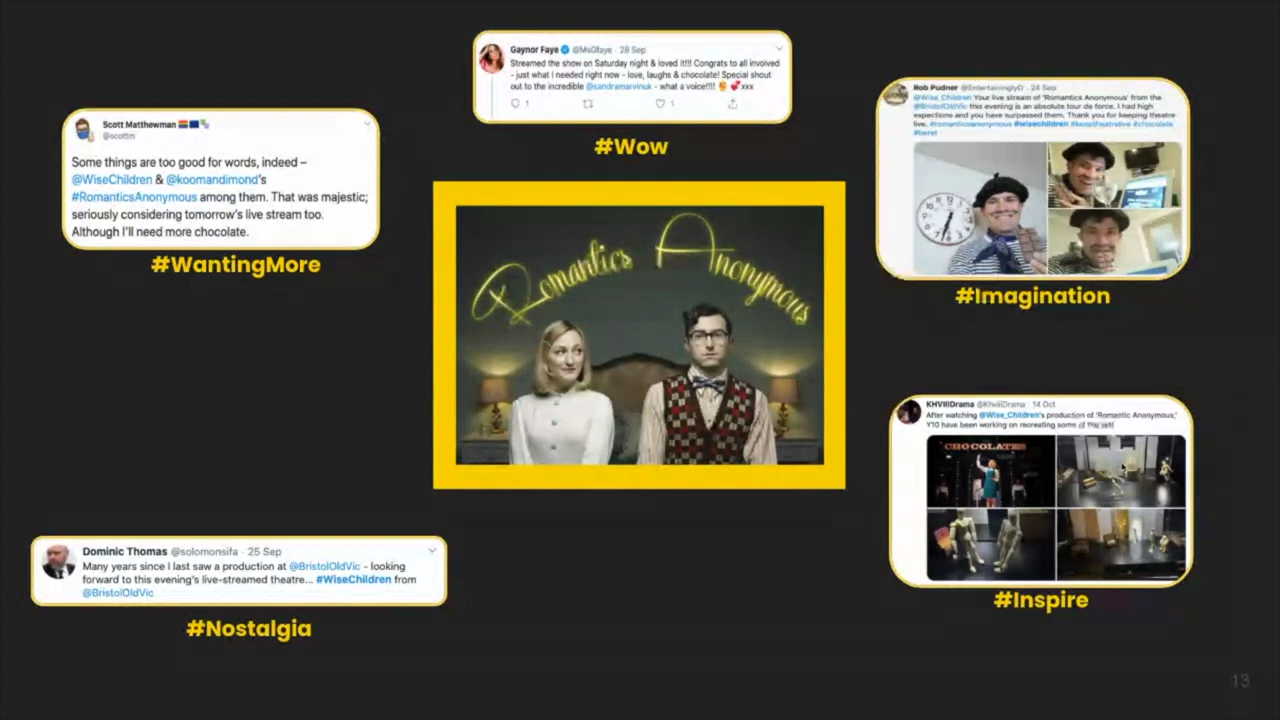 Gaynor Faye @MsGfaye · 28 Sep
Streamed the show on Saturday night & loved it!!! Congrats to all involved
- just what I needed right now - love, laughs & chocolate! Special shout
out to the incredible @sandramarvinuk - what a voice!!!! xxx
1 1
#Wow
Scott Matthewman
@scottm
Some things are too good for words, indeed –
@WiseChildren & @koomandimond's
#RomanticsAnonymous among them. That was majestic;
seriously considering tomorrow's live stream too.
Although I'll need more chocolate.
#WantingMore
Rob Pudner @EntertaininglyD · 24 Sep
@Wise_Children Your live stream of 'Romantics Anonymous' from the
@BristolOldVic this evening is an absolute tour de force. I had high
expections and you have surpassed them. Thank you for keeping theatre
live. #romanticsanonymous #wisechildren #keeptheatrelive #chocolate
#beret
#Imagination
Romantics Anonymous
KHVIIIDrama @KhviiiDrama · 14 Oct
After watching @Wise_Children's production of 'Romantic Anonymous,'
Y10 have been working on recreating some of the set!
CHOCOLATES
#Inspire
Dominic Thomas @solomonsifa · 25 Sep
Many years since I last saw a production at @BristolOldVic - looking
forward to this evening's live-streamed theatre... #WiseChildren from
@BristolOldVic
#Nostalgia
13